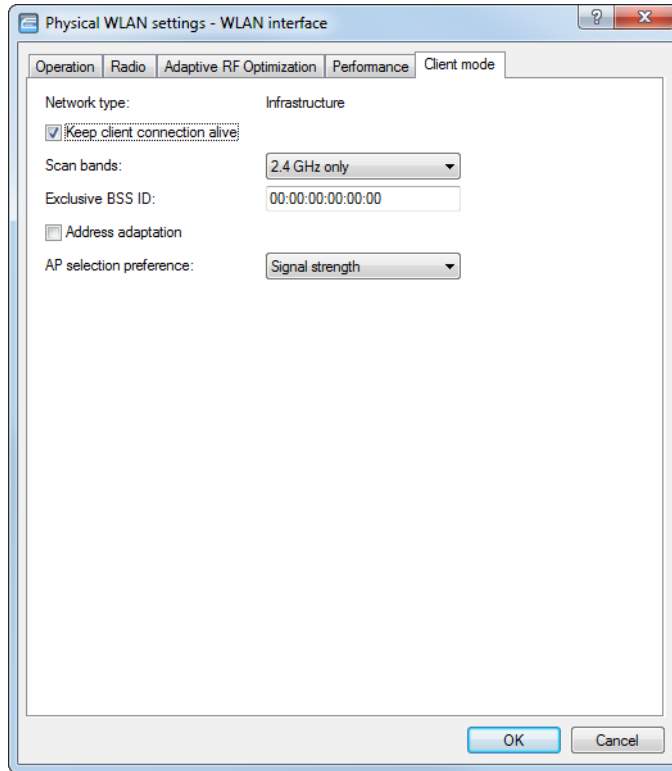 Physical WLAN settings - WLAN interface
Operation Radio Adaptive RF Optimization Performance Client mode
Network type: Infrastructure
Keep client connection alive
Scan bands: 2.4 GHz only
Exclusive BSS ID: 00:00:00:00:00:00
Address adaptation
AP selection preference: Signal strength
OK Cancel